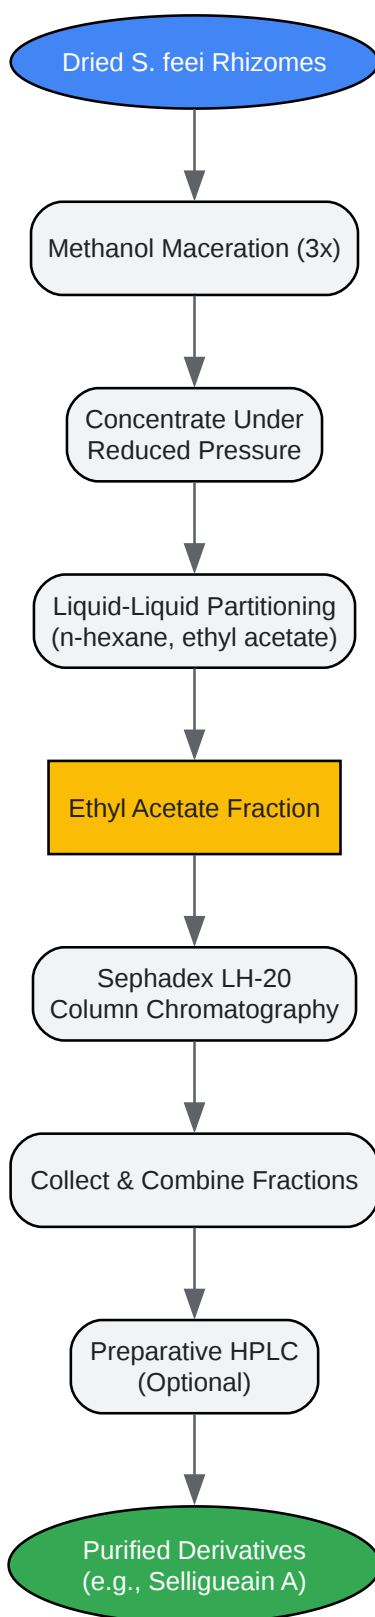 Dried S. feei Rhizomes
Methanol Maceration (3x)
Concentrate Under
Reduced Pressure
Liquid-Liquid Partitioning
(n-hexane, ethyl acetate)
Ethyl Acetate Fraction
Sephadex LH-20
Column Chromatography
Collect & Combine Fractions
Preparative HPLC
(Optional)
Purified Derivatives
(e.g., Selligueain A)